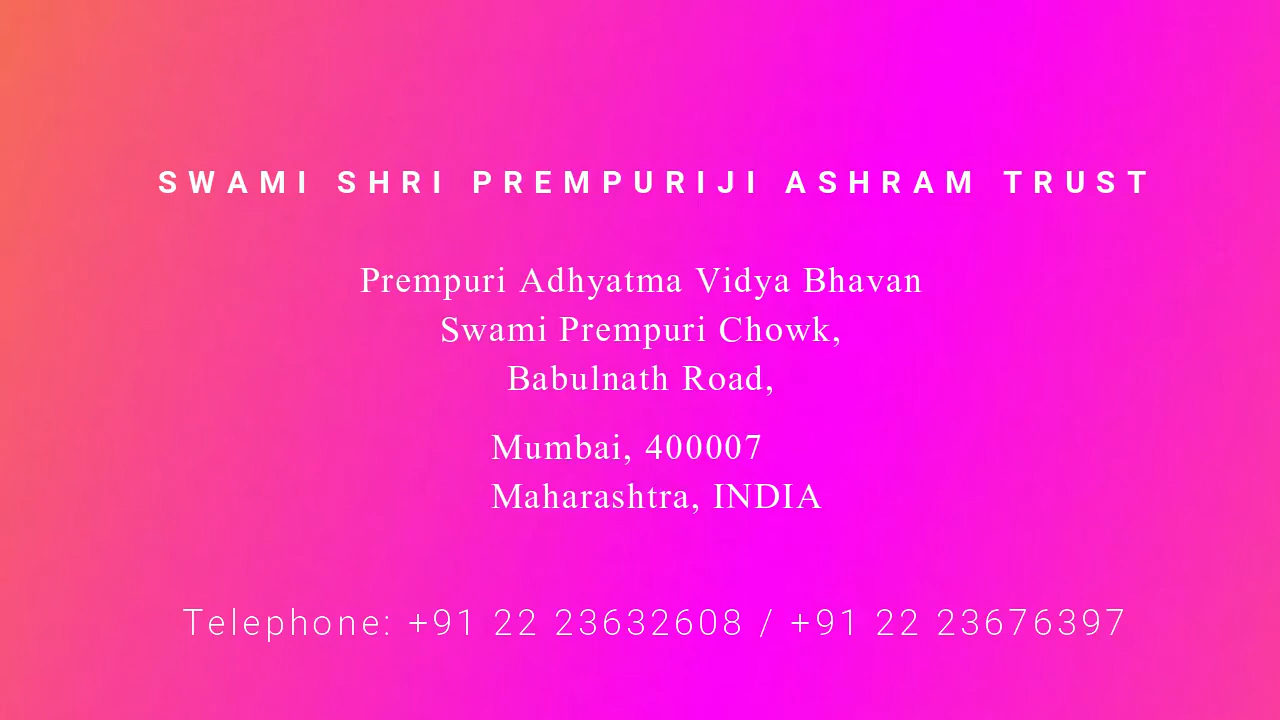 SWAMI SHRI PREMPURIJI ASHRAM TRUST
Prempuri Adhyatma Vidya Bhavan
Swami Prempuri Chowk,
Babulnath Road,
Mumbai, 400007
Maharashtra, INDIA
Telephone: +91 22 23632608 / +91 22 23676397